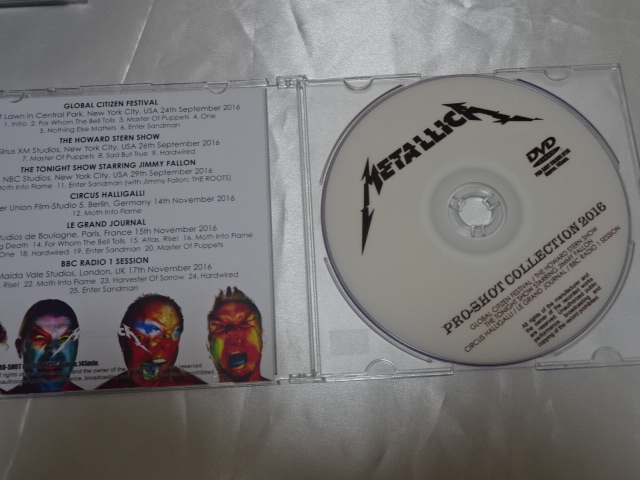 GLOBAL CITIZEN FESTIVAL
Lawn in Central Park, New York City, USA 24th September 2016
1. Intro 2. For Whom The Bell Tolls 3. Master Of Puppets 4. One
5. Nothing Else Matters 6. Enter Sandman
THE HOWARD STERN SHOW
XM Studios, New York City, USA 26th September 2016
7. Master Of Puppets 8. Sad But True 9. Hardwired
THE TONIGHT SHOW STARRING JIMMY FALLON
NBC Studios, New York City, USA 29th September 2016
Moth Into Flame 11. Enter Sandman (with Jimmy Fallon; THE ROOTS)
CIRCUS HALLIGALLI
Union Film-Studio 5, Berlin, Germany 14th November 2016
12. Moth Into Flame
LE GRAND JOURNAL
de Boulogne, Paris, France 15th November 2016
Death 14. For Whom The Bell Tolls 15. Atlas, Rise! 16. Moth Into Flame
One 18. Hardwired 19. Enter Sandman 20. Master Of Puppets
BBC RADIO 1 SESSION
Maida Vale Studios, London, UK 17th November 2016
Rise! 22. Moth Into Flame 23. Harvester Of Sorrow 24. Hardwired
25. Enter Sandman
METALLICA
DVD
PRO-SHOT COLLECTION 2016
GLOBAL CITIZEN FESTIVAL / THE HOWARD STERN SHOW
THE TONIGHT SHOW STARRING JIMMY FALLON
CIRCUS HALLIGALLI / LE GRAND JOURNAL / BBC RADIO 1 SESSION